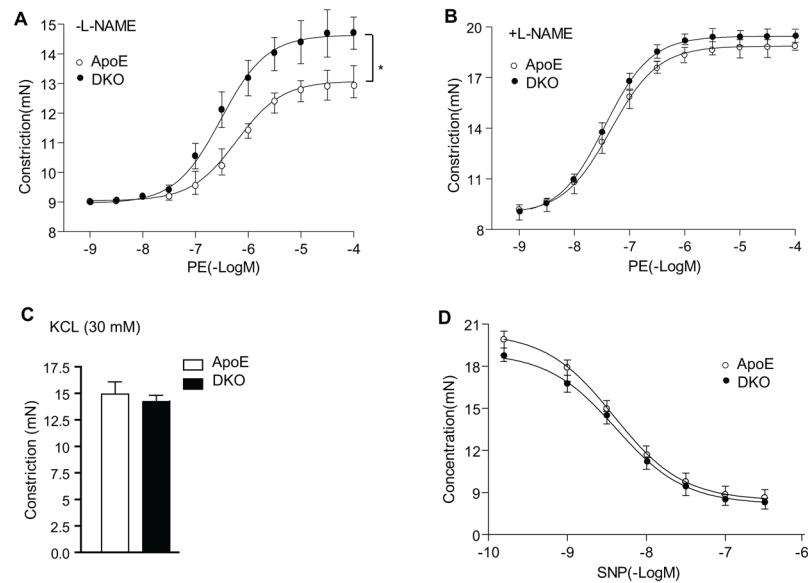 A
-L-NAME
ApoE
DKO
Constriction(mN)
15
14
13
12
11
10
9
8
*
-9
-8
-7
-6
-5
-4
PE(-LogM)
B
+L-NAME
ApoE
DKO
Constriction(mN)
20
17
14
11
8
-9
-8
-7
-6
-5
-4
PE(-LogM)
C
KCL (30 mM)
ApoE
DKO
Constriction (mN)
17.5
15
12.5
10
7.5
5
2.5
0.0
D
ApoE
DKO
Concentration(mN)
21
18
15
12
9
0
-10
-9
-8
-7
-6
SNP(-LogM)